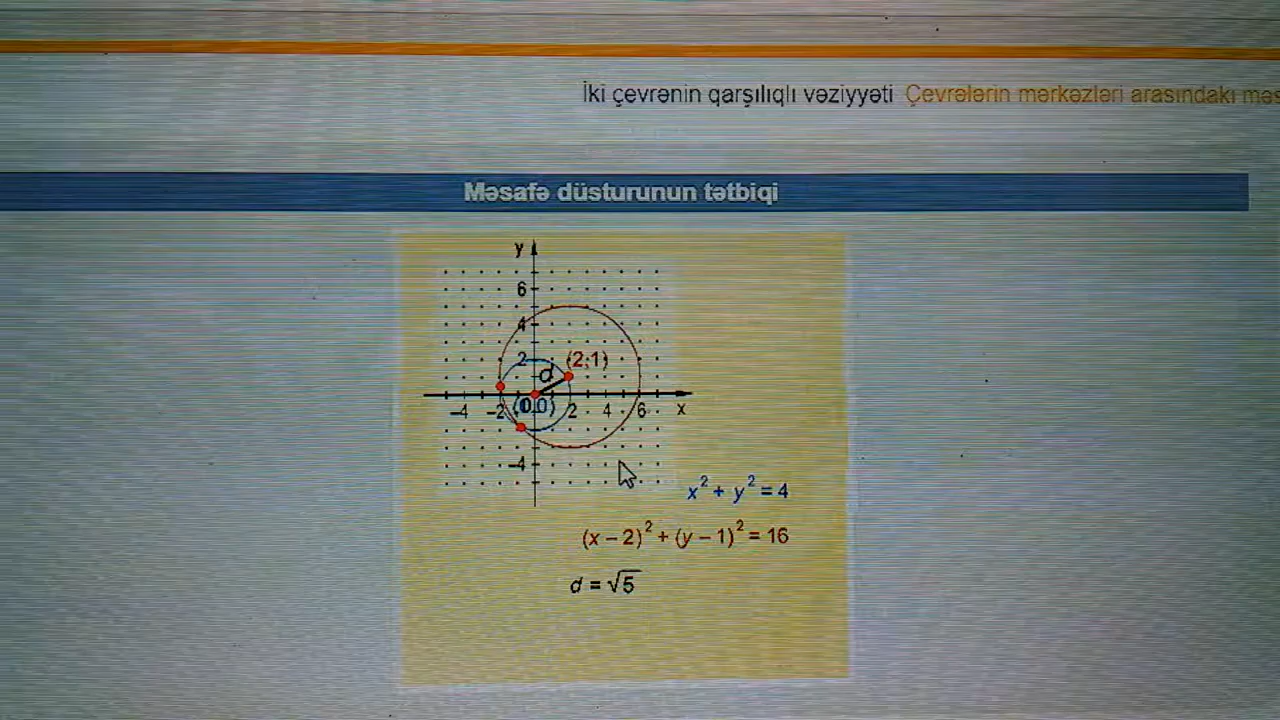 İki çevrənin qarşılıqlı vəziyyəti Çevrələrin mərkəzləri arasındakı
Məsafə düsturunun tətbiqi
y
6
4
2
d (2;1)
-4 -2 (0;0) 2 4 6 x
-4
x² + y² = 4
(x – 2)² + (y – 1)² = 16
d = √5